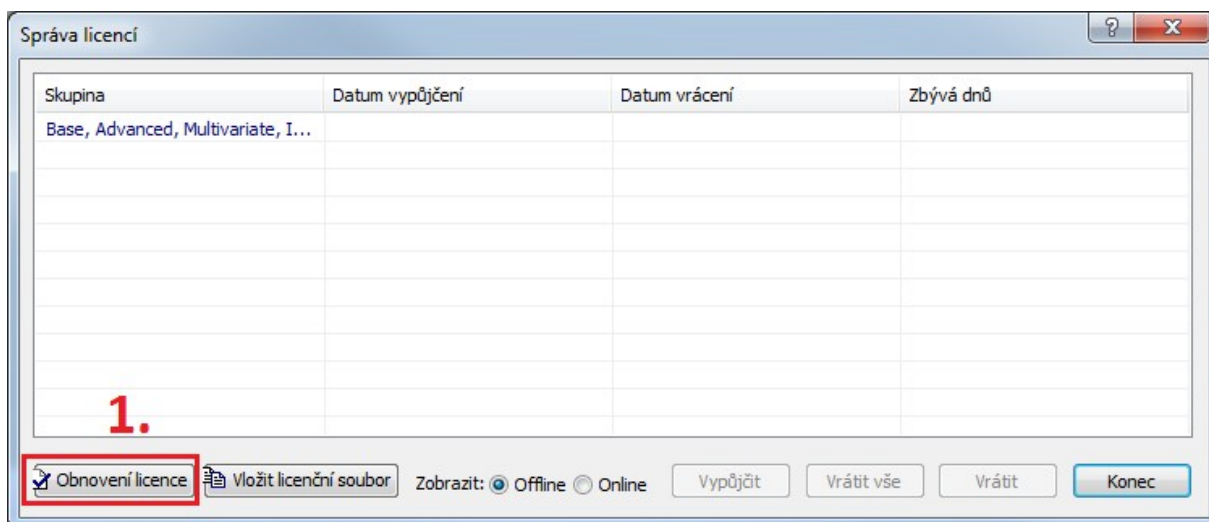 Správa licencí
Skupina Datum vypůjčení Datum vrácení Zbývá dnů
Base, Advanced, Multivariate, I...
1.
Obnovení licence Vložit licenční soubor Zobrazit: Offline Online Vypůjčit Vrátit vše Vrátit Konec